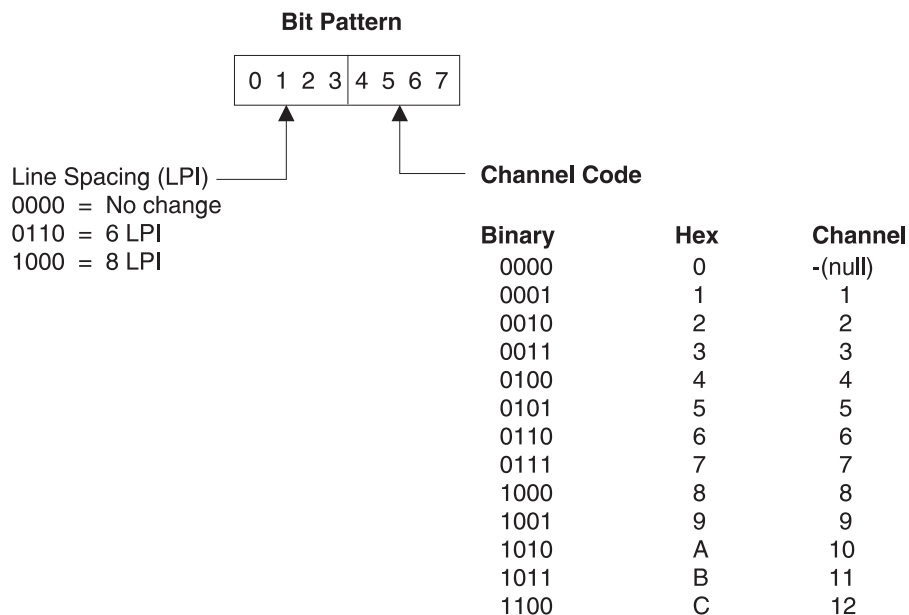 Bit Pattern
0 1 2 3 4 5 6 7
Line Spacing (LPI)
0000 = No change
0110 = 6 LPI
1000 = 8 LPI
Channel Code
Binary Hex Channel
0000 0 -(null)
0001 1 1
0010 2 2
0011 3 3
0100 4 4
0101 5 5
0110 6 6
0111 7 7
1000 8 8
1001 9 9
1010 A 10
1011 B 11
1100 C 12